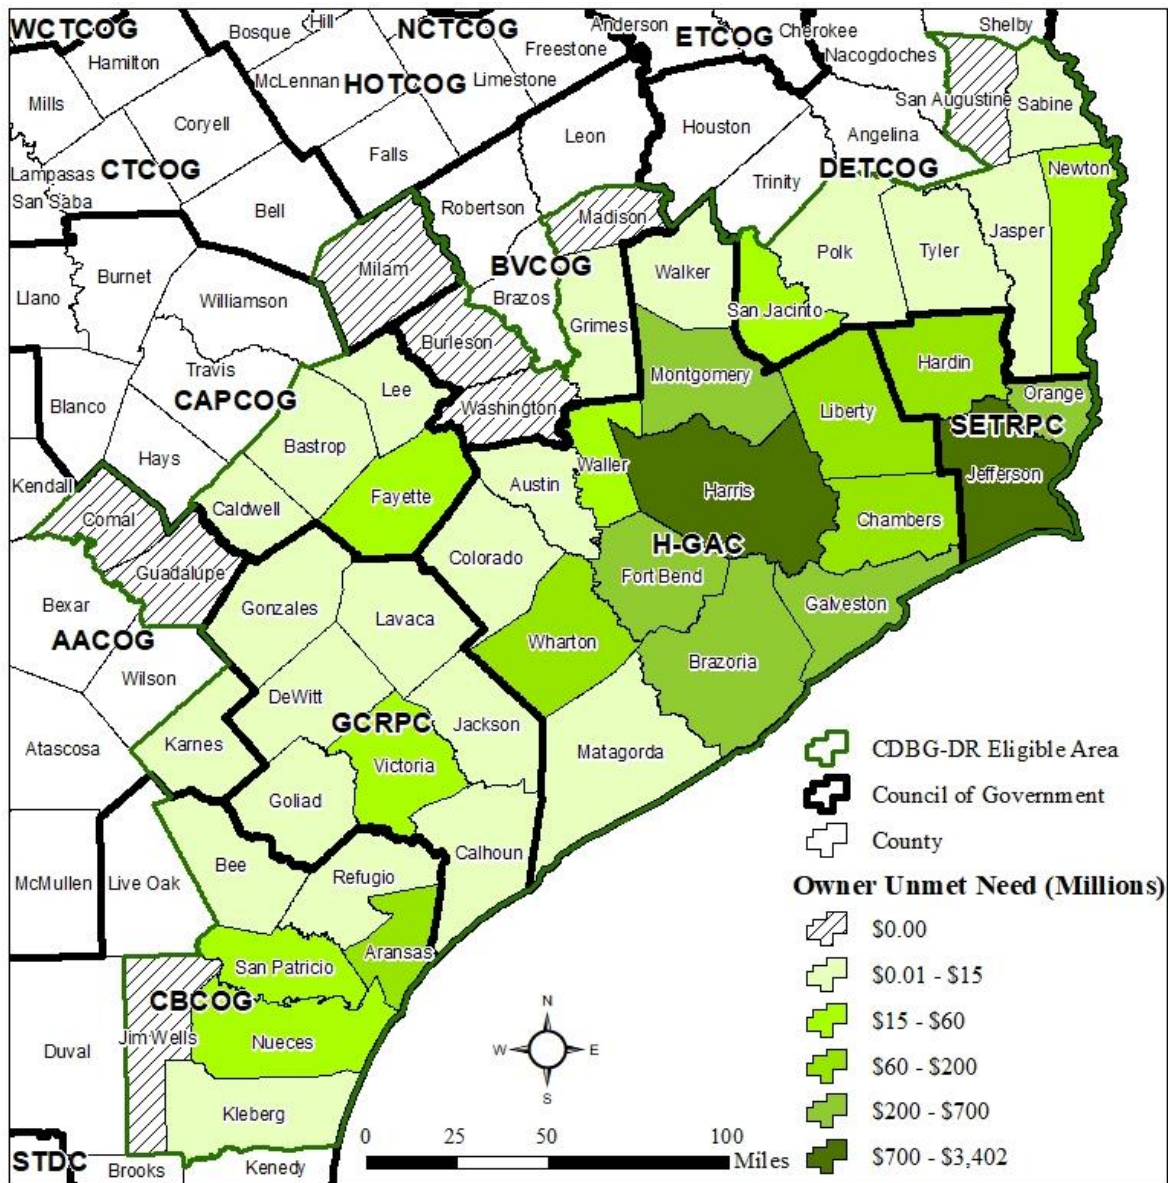 WCTCOG
Bosque
Hill
NCTCOG
Anderson
ETCOG
Cherokee
Shelby
Hamilton
McLennan
HOTCOG
Limestone
Freestone
Nacogdoches
Mills
Coryell
Leon
Houston
Angelina
San Augustine
Sabine
Lampasas
CTCOG
Falls
DETCOG
Newton
San Saba
Bell
Robertson
Madison
Trinity
Jasper
Burnet
Milam
BVCOG
Walker
Polk
Tyler
Llano
Williamson
Brazos
Grimes
San Jacinto
Burleson
Travis
Montgomery
Hardin
Blanco
CAPCOG
Lee
Washington
Liberty
Orange
SETRPC
Hays
Bastrop
Waller
Jefferson
Kendall
Caldwell
Fayette
Austin
Harris
Comal
Chambers
Colorado
H-GAC
Guadalupe
Fort Bend
Bexar
Gonzales
Lavaca
Galveston
AACOG
Wharton
Brazoria
Wilson
DeWitt
GCRPC
Jackson
Atascosa
Karnes
Victoria
Matagorda
Goliad
Calhoun
McMullen
Live Oak
Bee
Refugio
Aransas
San Patricio
CBCOG
Jim Wells
Duval
Nueces
Kleberg
STDC
Brooks
Kenedy
N
W
E
S
0 25 50 100
Miles
CDBG-DR Eligible Area
Council of Government
County
Owner Unmet Need (Millions)
$0.00
$0.01 - $15
$15 - $60
$60 - $200
$200 - $700
$700 - $3,402